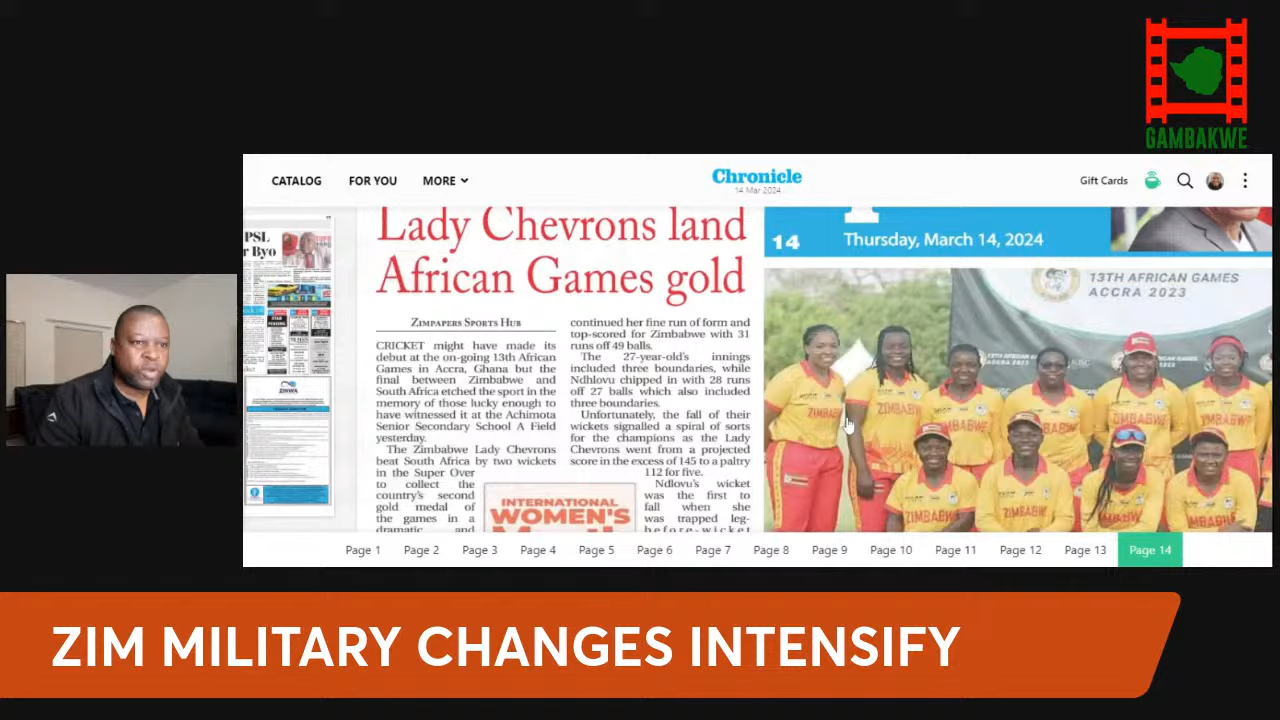 GAMBAKWE
CATALOG
FOR YOU
MORE
Chronicle
14 Mar 2024
Gift Cards
PSL
r Byo
Lady Chevrons land
African Games gold
ZIMPAPERS SPORTS HUB
CRICKET might have made its
debut at the on-going 13th African
Games in Accra, Ghana but the
final between Zimbabwe and
South Africa etched the sport in the
memory of those lucky enough to
have witnessed it at the Achimota
Senior Secondary School A Field
yesterday.
The Zimbabwe Lady Chevrons
beat South Africa by two wickets
in the Super Over
to collect the
country's second
gold medal of
the games in a
dramatic and
continued her fine run of form and
top-scored for Zimbabwe with 31
runs off 49 balls.
The 27-year-old's innings
included three boundaries, while
Ndhlovu chipped in with 28 runs
off 27 balls which also included
three boundaries.
Unfortunately, the fall of their
wickets signalled a spiral of sorts
for the champions as the Lady
Chevrons went from a projected
score in the excess of 145 to a paltry
112 for five.
Ndlovu's wicket
was the first to
fall when she
was trapped leg-
before-wicket
INTERNATIONAL
WOMEN'S
14
Thursday, March 14, 2024
13TH AFRICAN GAMES
ACCRA 2023
ZIMBABWE
ZIMBABWE
ZIMBABWE
ZIMBABWE
ZIMBABWE
ZIMBABWE
ZIMBABWE
ZIMBABWE
ZIMBABWE
Page 1
Page 2
Page 3
Page 4
Page 5
Page 6
Page 7
Page 8
Page 9
Page 10
Page 11
Page 12
Page 13
Page 14
ZIM MILITARY CHANGES INTENSIFY